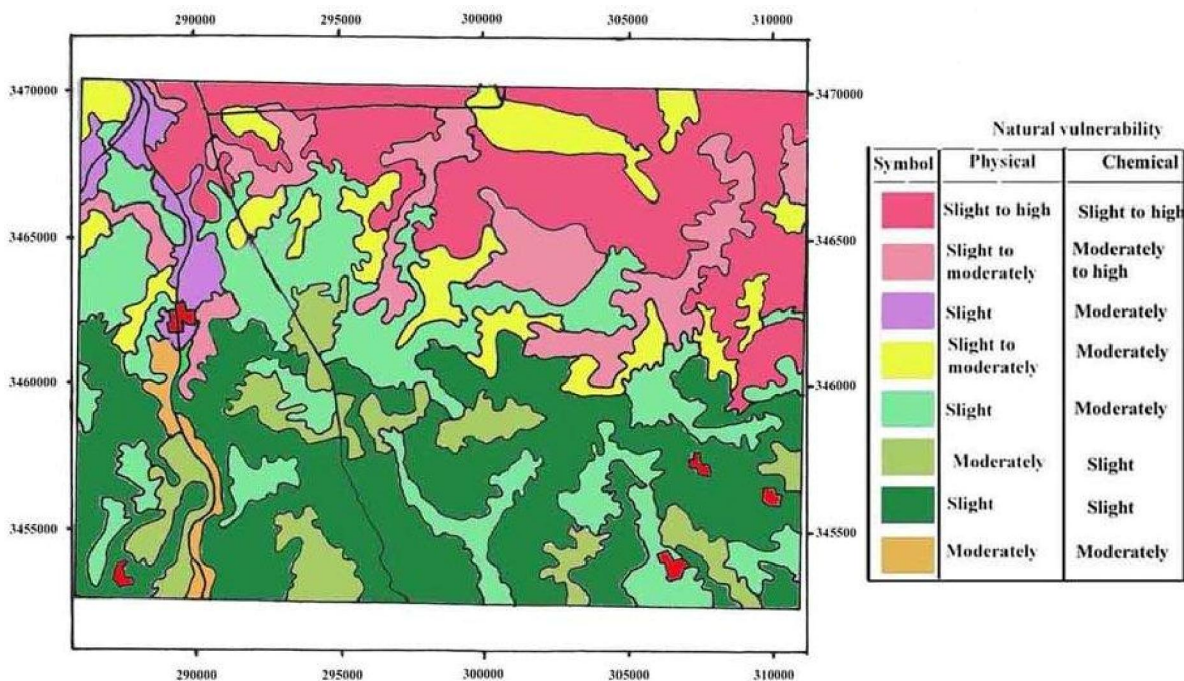 290000 295000 300000 305000 310000
3470000 3470000
Natural vulnerability
Symbol Physical Chemical
Slight to high Slight to high
Slight to moderately Moderately to high
3465000 346500
Slight Moderately
Slight to moderately Moderately
3460000 346000
Slight Moderately
Moderately Slight
Slight Slight
3455000 345500
Moderately Moderately
290000 295000 300000 305000 310000